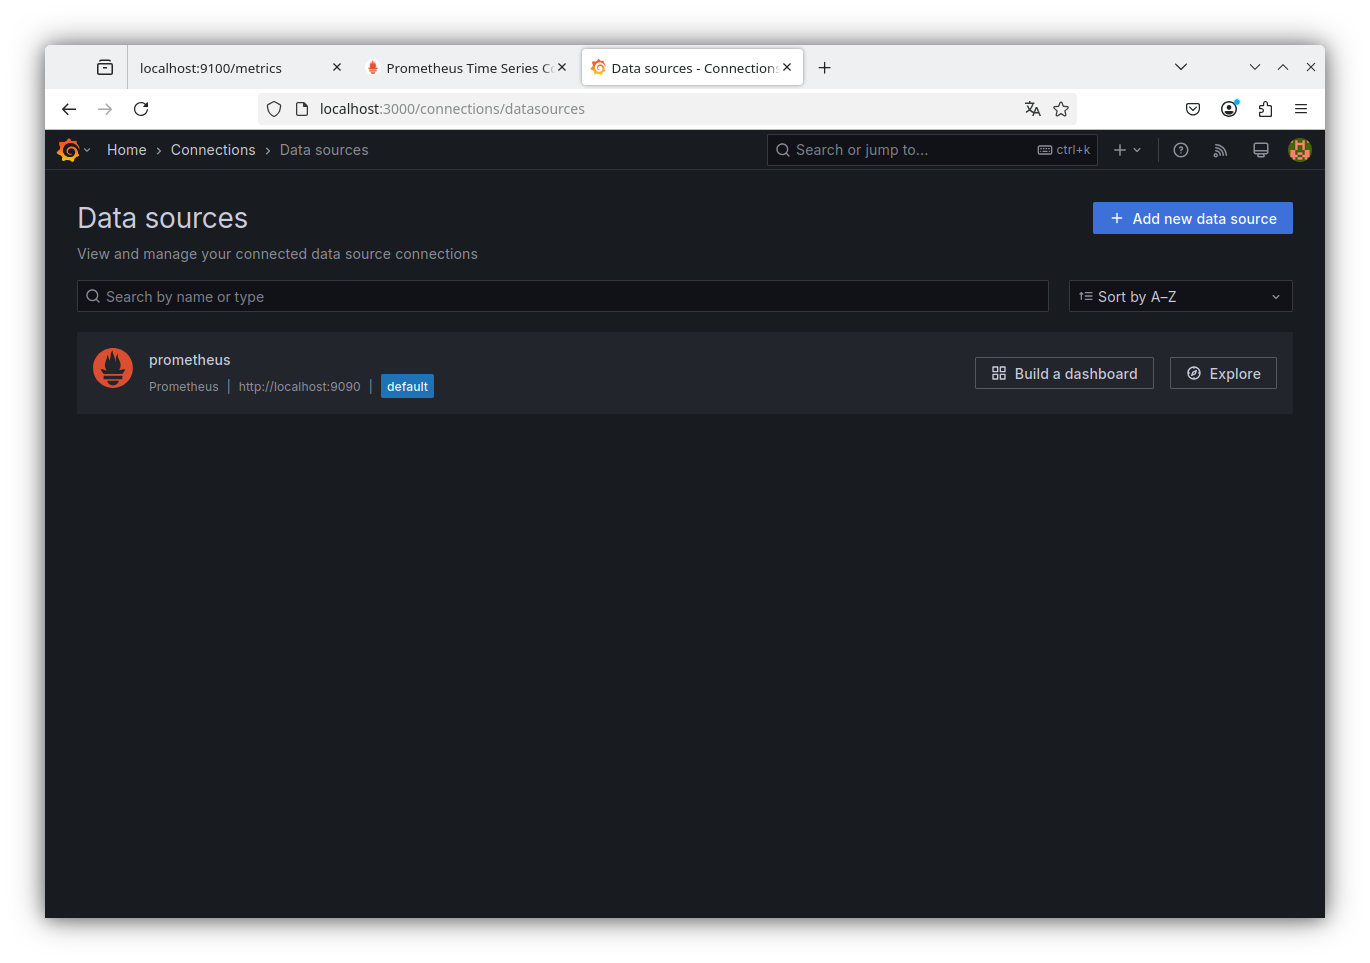 localhost:9100/metrics
Prometheus Time Series Co
Data sources - Connections
localhost:3000/connections/datasources
Home › Connections › Data sources
Search or jump to...
ctrl+k
Data sources
Add new data source
View and manage your connected data source connections
Search by name or type
Sort by A–Z
prometheus
Prometheus | http://localhost:9090 | default
Build a dashboard
Explore